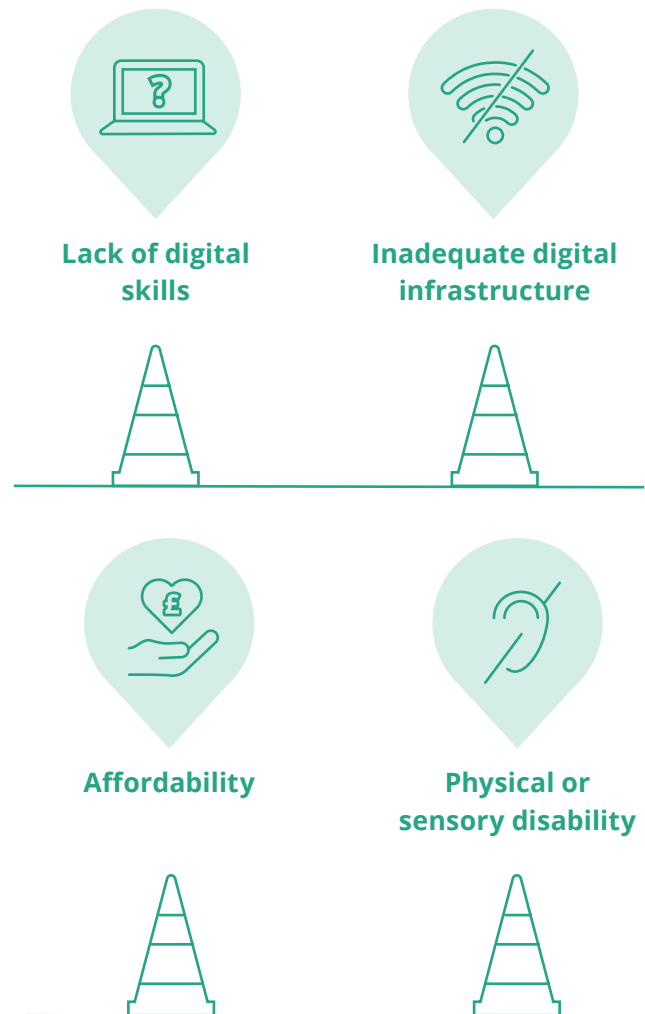 ?
Lack of digital
skills
Inadequate digital
infrastructure
£
Affordability
Physical or
sensory disability